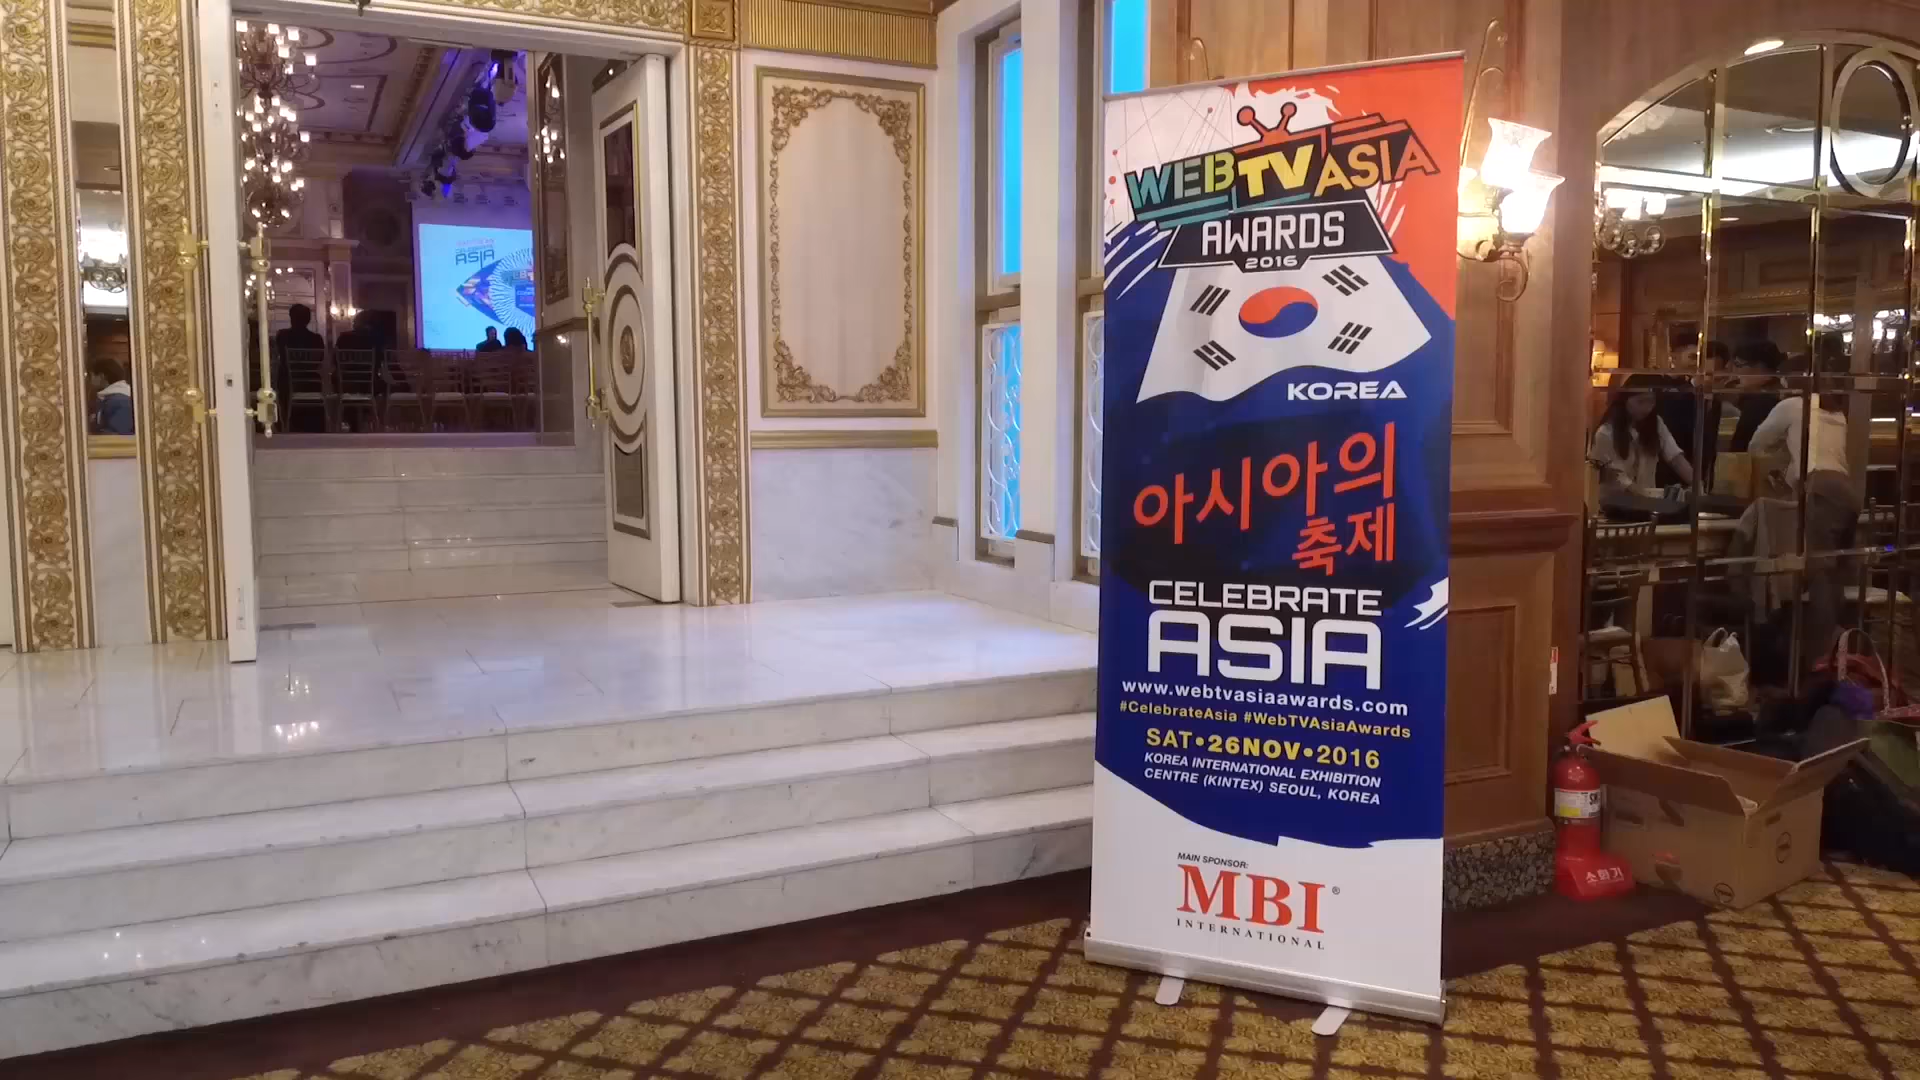 CELEBRATE
ASIA
WEBTVASIA
AWARDS
2016
KOREA
아시아의
축제
CELEBRATE
ASIA
www.webtvasiaawards.com
#CelebrateAsia #WebTVAsiaAwards
SAT•26NOV•2016
KOREA INTERNATIONAL EXHIBITION
CENTRE (KINTEX) SEOUL, KOREA
MAIN SPONSOR:
MBI®
INTERNATIONAL
소화기